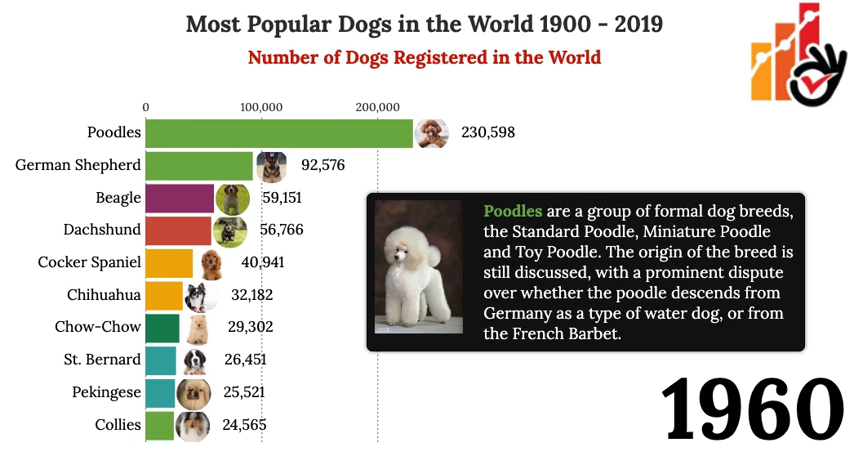 Most Popular Dogs in the World 1900 - 2019
Number of Dogs Registered in the World
0 100,000 200,000
Poodles 230,598
German Shepherd 92,576
Beagle 59,151
Dachshund 56,766
Cocker Spaniel 40,941
Chihuahua 32,182
Chow-Chow 29,302
St. Bernard 26,451
Pekingese 25,521
Collies 24,565
Poodles are a group of formal dog breeds,
the Standard Poodle, Miniature Poodle
and Toy Poodle. The origin of the breed is
still discussed, with a prominent dispute
over whether the poodle descends from
Germany as a type of water dog, or from
the French Barbet.
1960